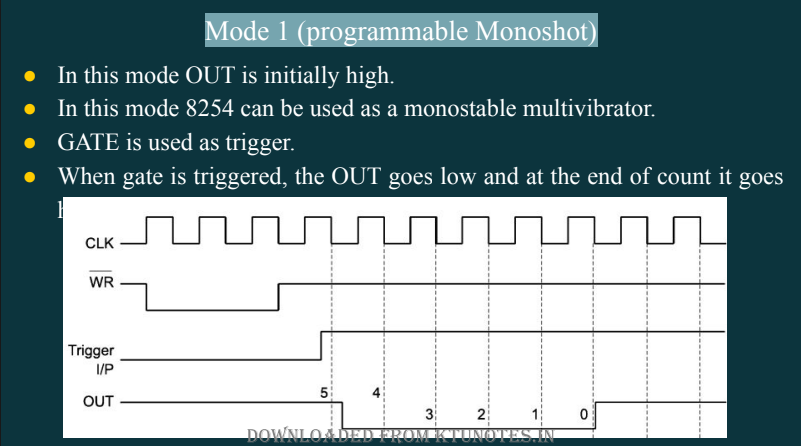 Mode 1 (programmable Monoshot)
● In this mode OUT is initially high.
● In this mode 8254 can be used as a monostable multivibrator.
● GATE is used as trigger.
● When gate is triggered, the OUT goes low and at the end of count it goes
CLK
WR
Trigger
I/P
5 4
OUT
3 2 1 0
DOWNLOADED FROM KTUNOTES.IN